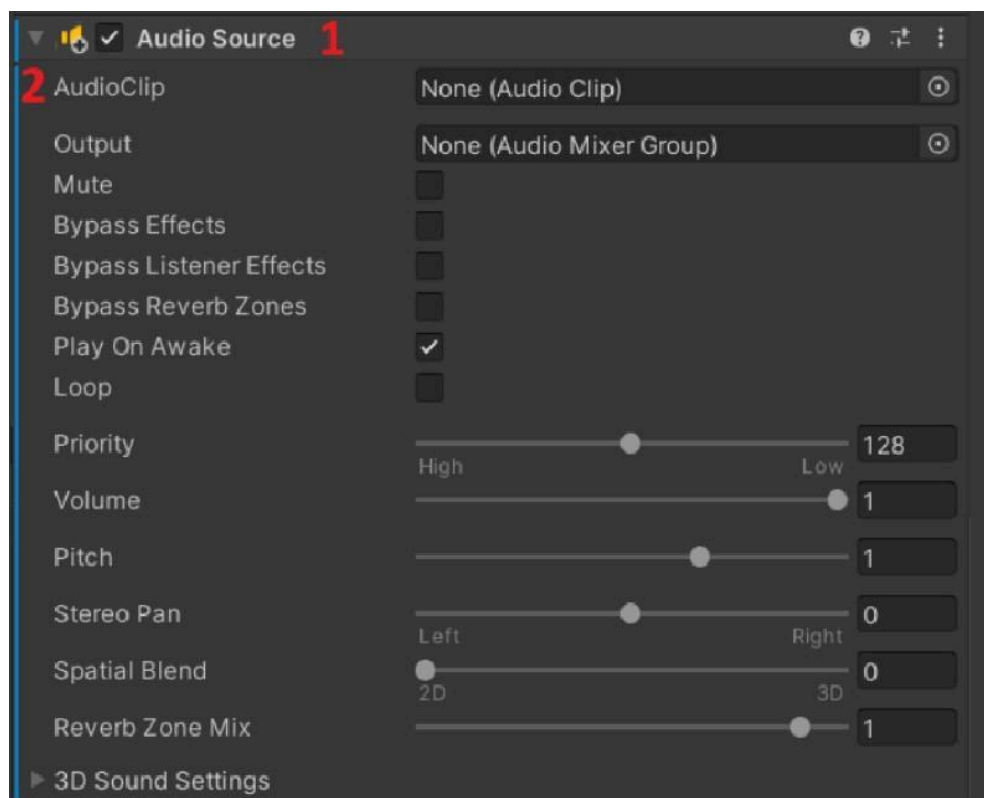 Audio Source 1
2 AudioClip None (Audio Clip)
Output None (Audio Mixer Group)
Mute
Bypass Effects
Bypass Listener Effects
Bypass Reverb Zones
Play On Awake
Loop
Priority 128
High Low
Volume 1
Pitch 1
Stereo Pan 0
Left Right
Spatial Blend 0
2D 3D
Reverb Zone Mix 1
3D Sound Settings